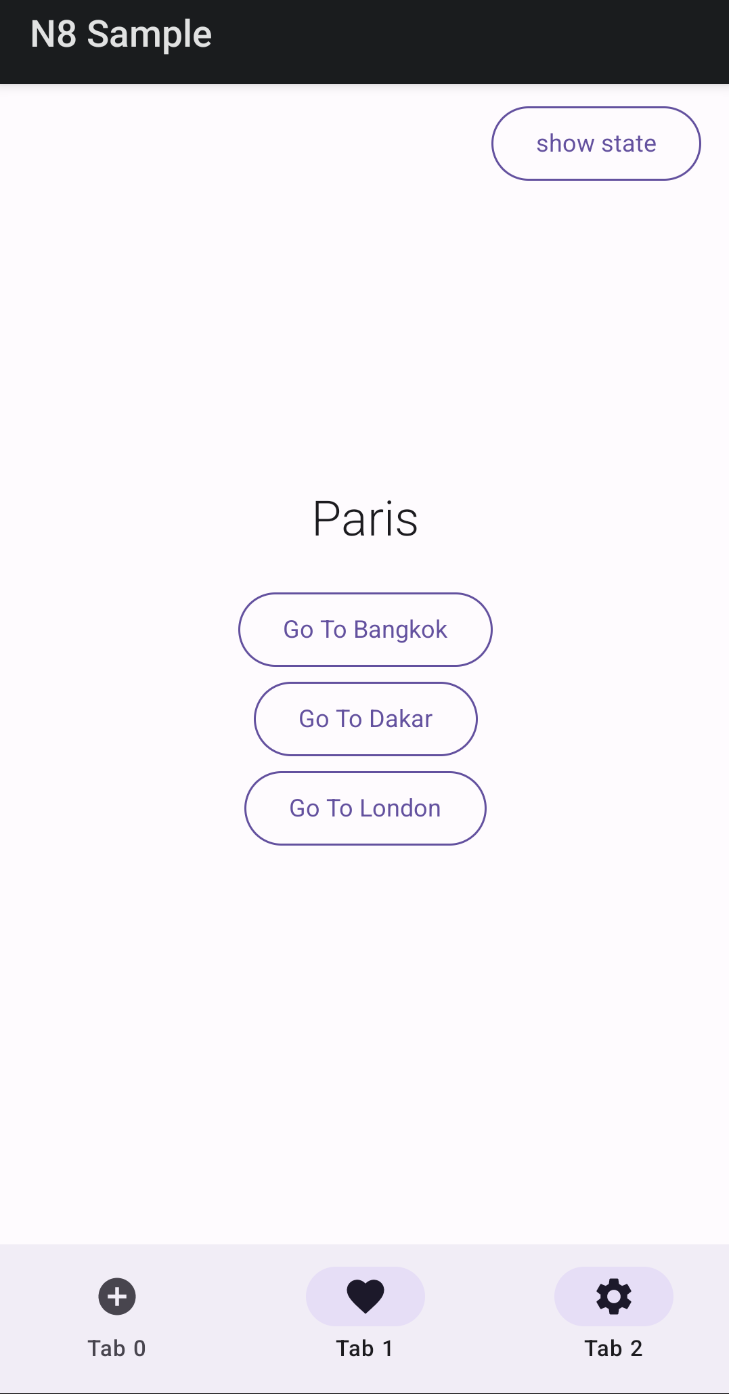 N8 Sample
show state
Paris
Go To Bangkok
Go To Dakar
Go To London
Tab 0
Tab 1
Tab 2